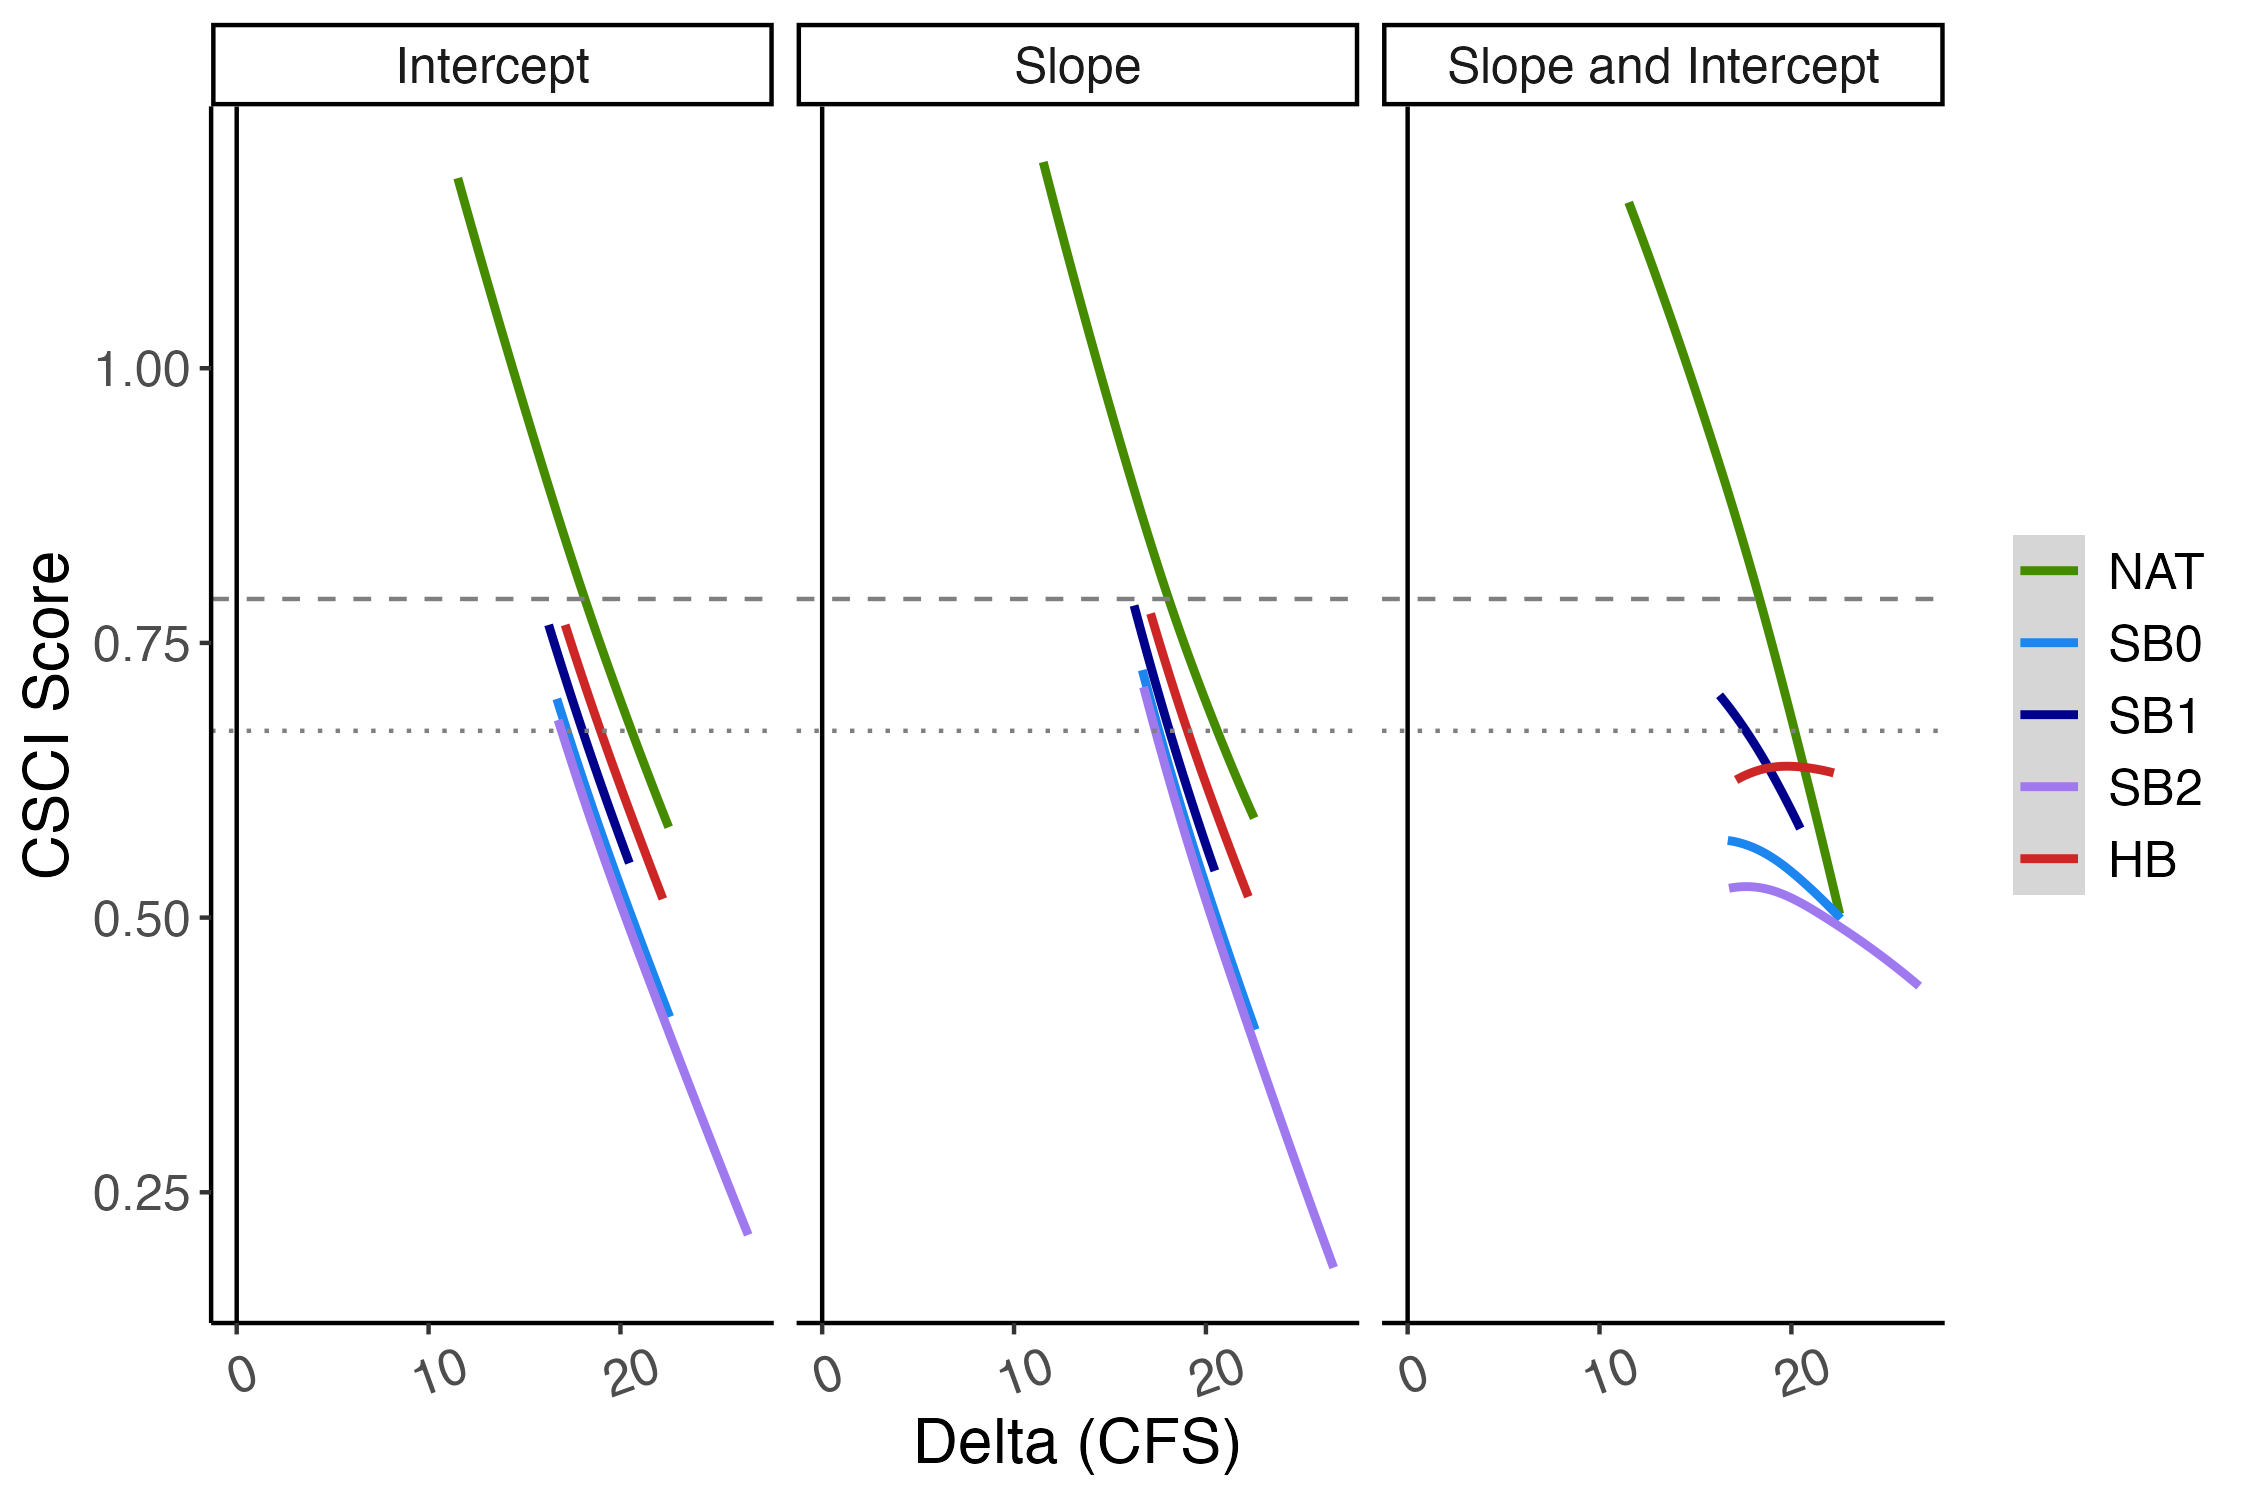 Intercept
Slope
Slope and Intercept
CSCI Score
1.00
0.75
0.50
0.25
0 10 20
0 10 20
0 10 20
Delta (CFS)
NAT
SB0
SB1
SB2
HB